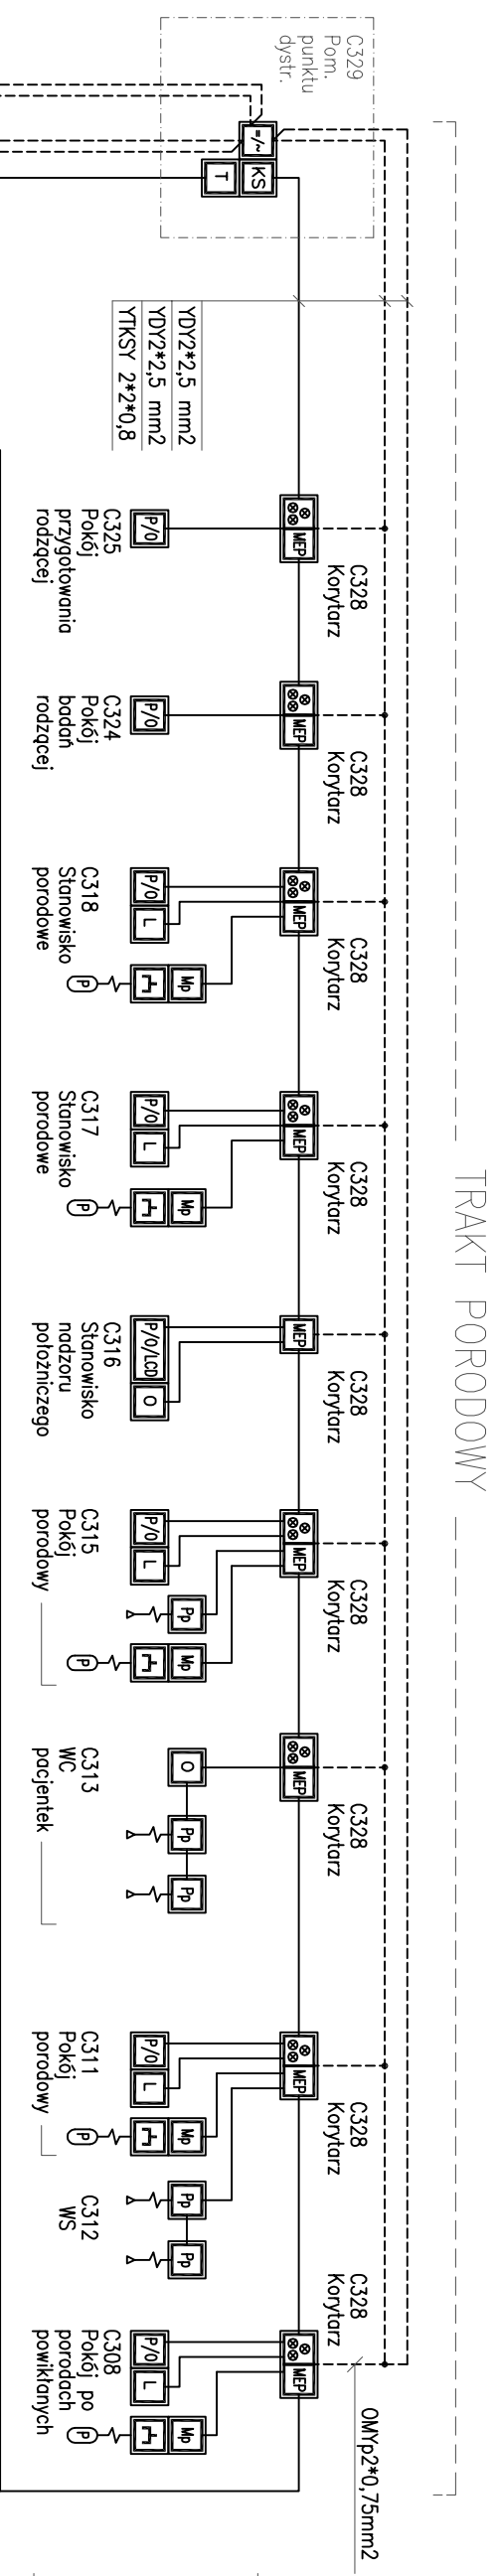 TRAKT PORODOWY
C329
Pom.
punktu
dystr.
=/~
KS
T
YDY2*2,5 mm2
YDY2*2,5 mm2
YTKSY 2*2*0,8
OMYp2*0,75mm2
C328
Korytarz
MEP
P/O
C325
Pokój
przygotowania
rodzącej
C328
Korytarz
MEP
P/O
C324
Pokój
badań
rodzącej
C328
Korytarz
MEP
P/O
L
Mp
P
C318
Stanowisko
porodowe
C328
Korytarz
MEP
P/O
L
Mp
P
C317
Stanowisko
porodowe
C328
Korytarz
MEP
P/O/LCD
O
C316
Stanowisko
nadzoru
położniczego
C328
Korytarz
MEP
P/O
L
Pp
Mp
P
C315
Pokój
porodowy
C328
Korytarz
MEP
O
Pp
Pp
C313
WC
pacjentek
C328
Korytarz
MEP
P/O
L
Mp
P
Pp
Pp
C311
Pokój
porodowy
C312
WS
C328
Korytarz
MEP
P/O
L
Mp
P
C308
Pokój po
porodach
powikłanych